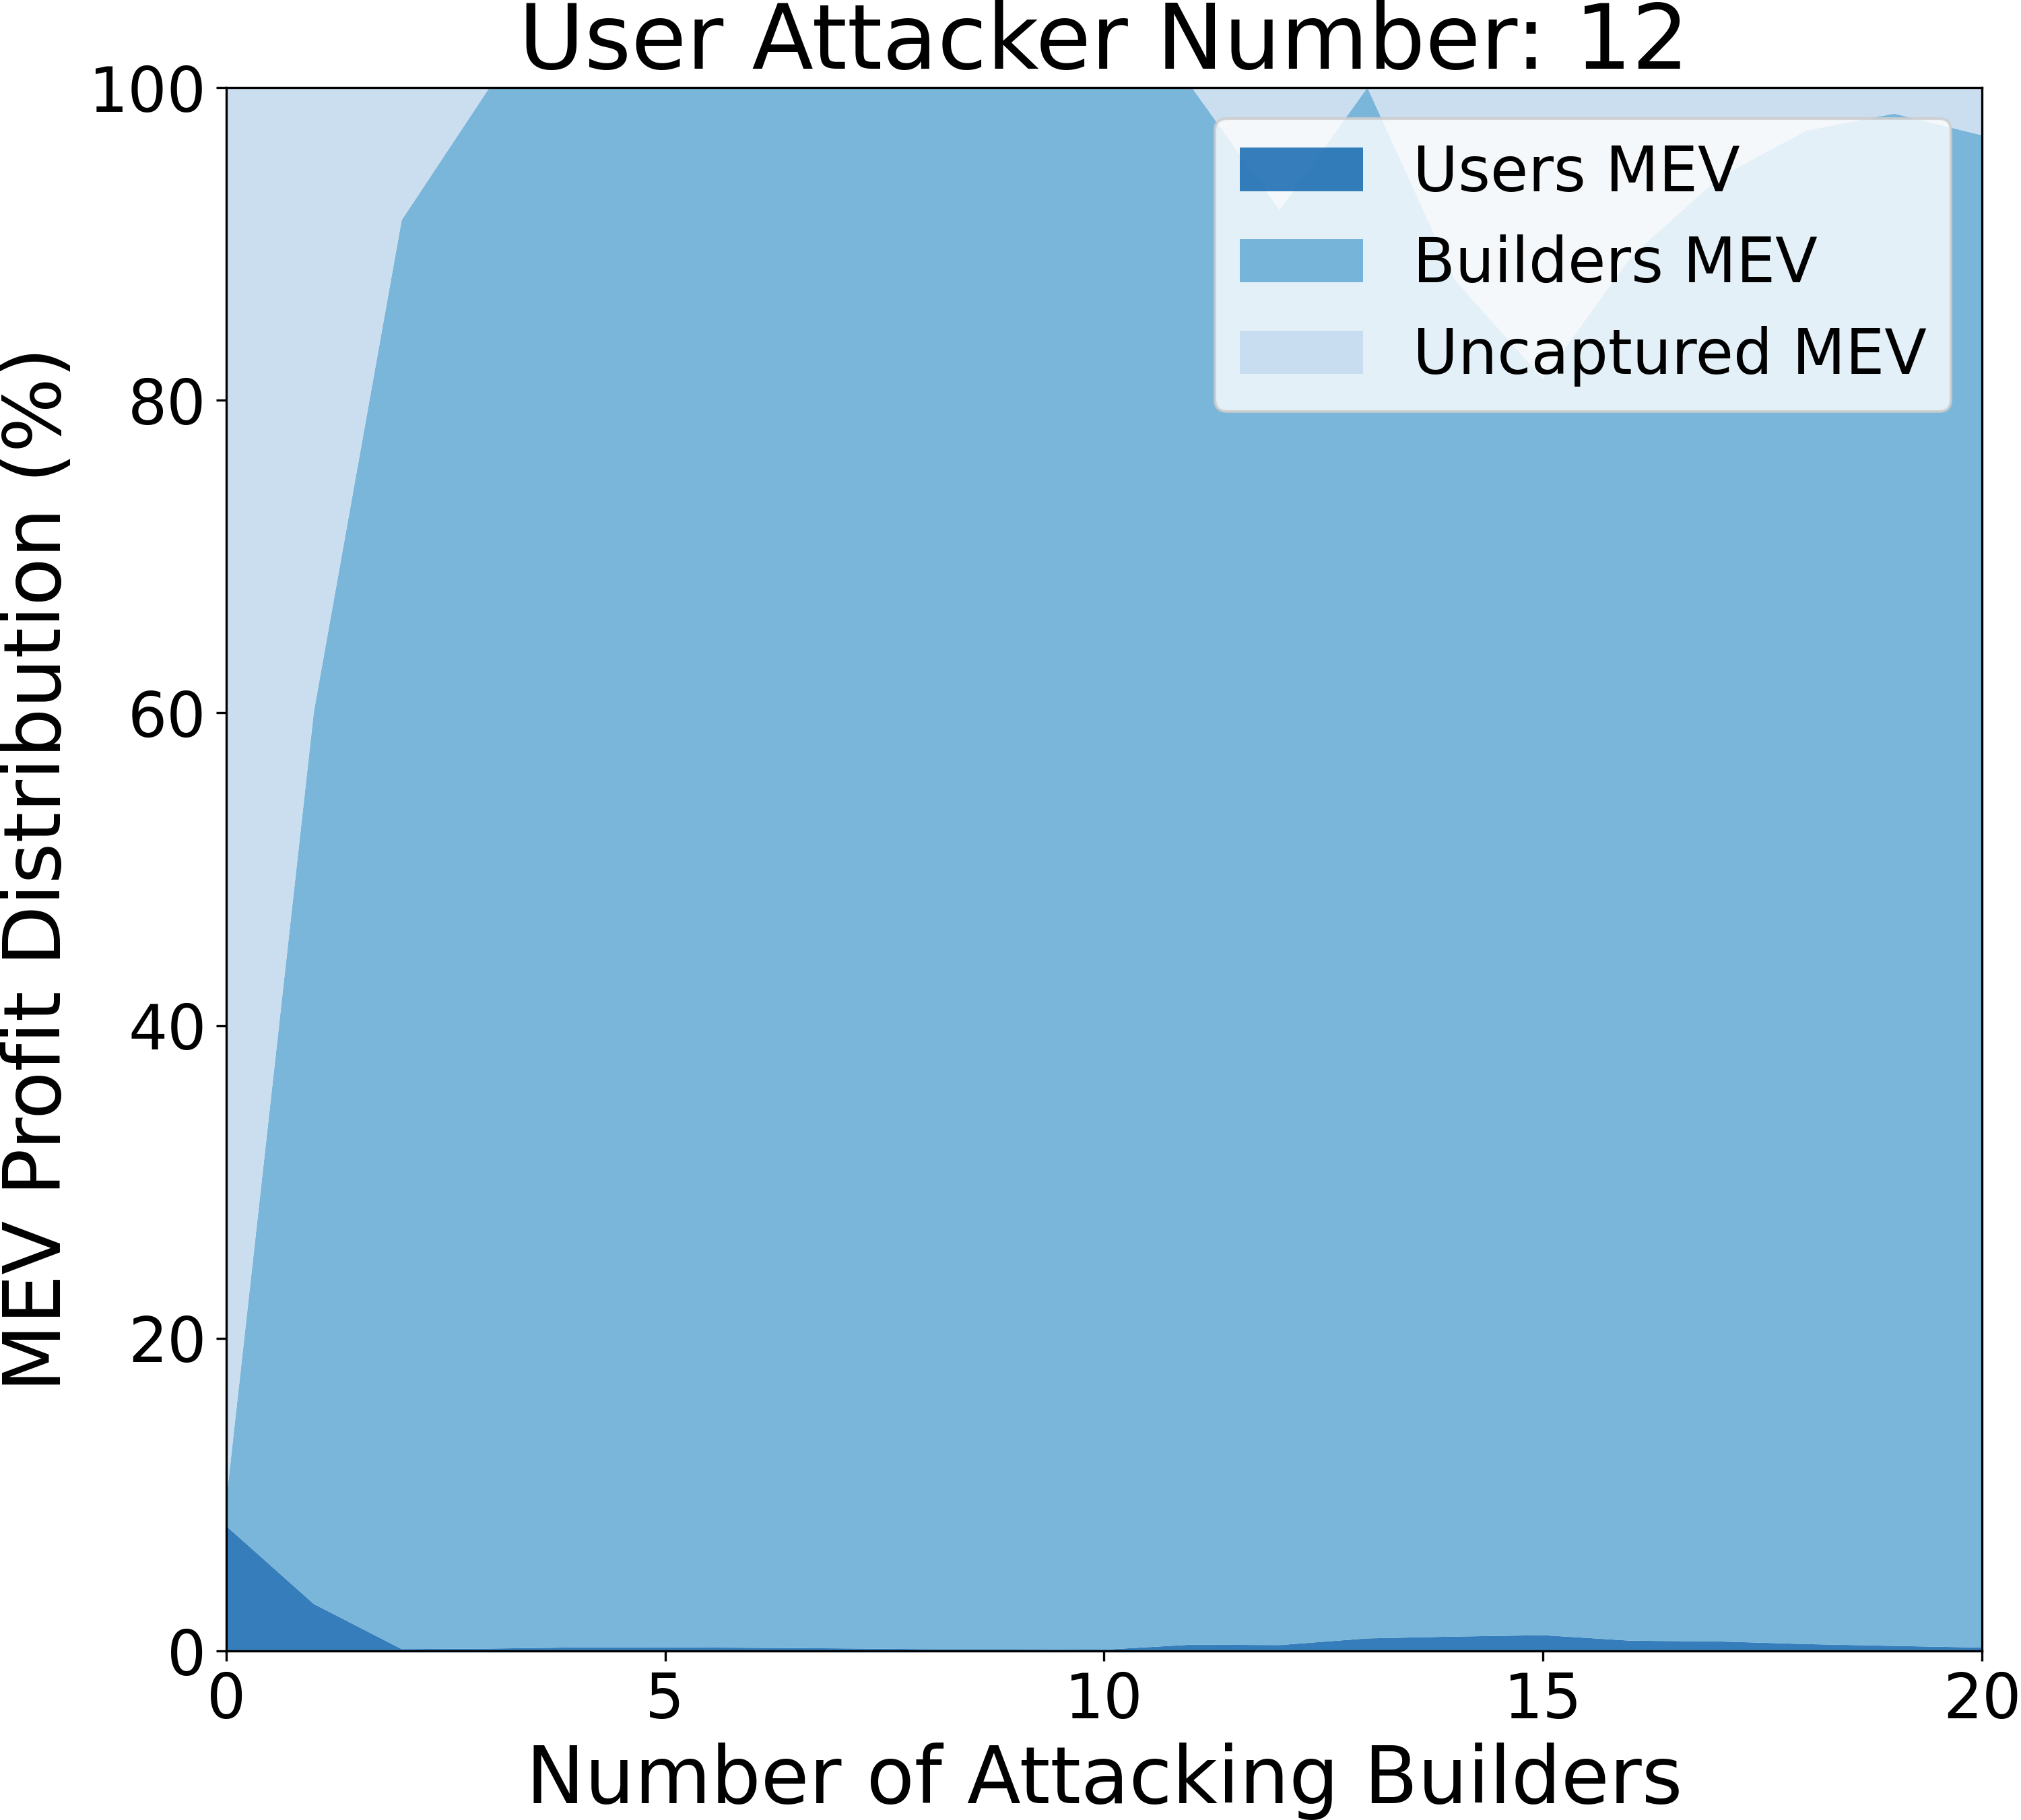 User Attacker Number: 12
MEV Profit Distribution (%)
100
80
60
40
20
0
Users MEV
Builders MEV
Uncaptured MEV
0 5 10 15 20
Number of Attacking Builders